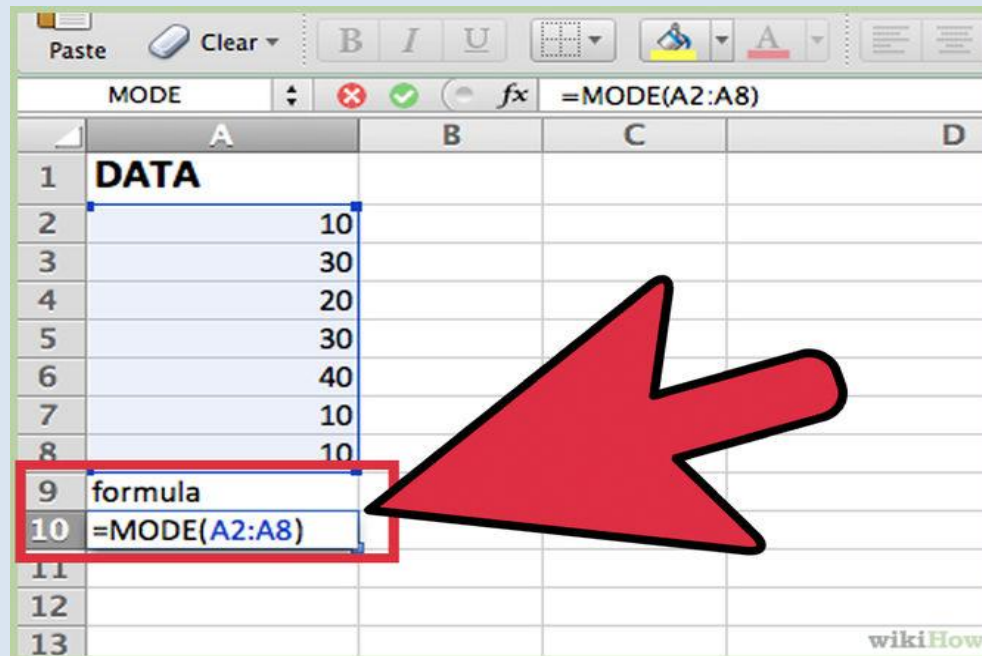 Paste Clear B I U A
MODE fx =MODE(A2:A8)
A B C D
1 DATA
2 10
3 30
4 20
5 30
6 40
7 10
8 10
9 formula
10 =MODE(A2:A8)
11
12
13
wikiHow